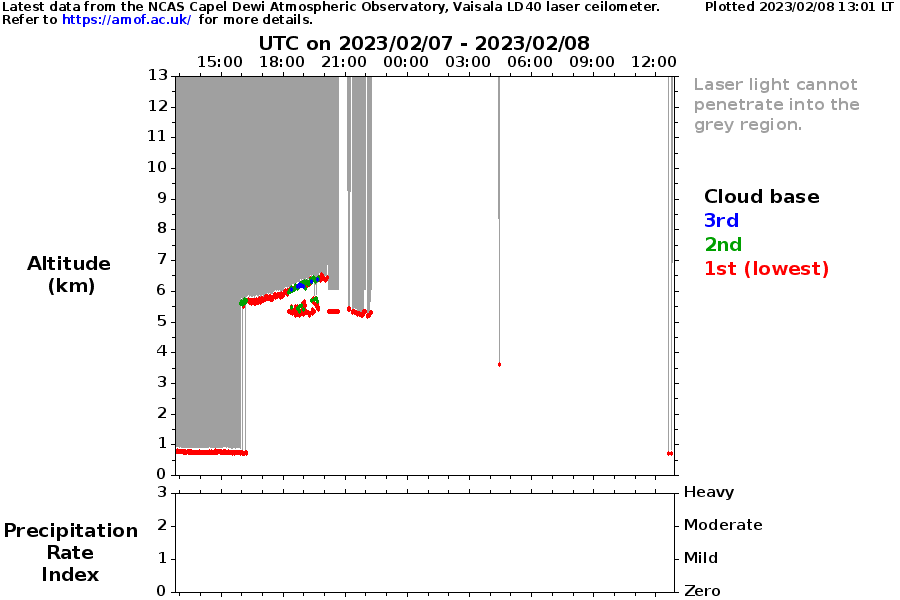 Latest data from the NCAS Capel Dewi Atmospheric Observatory, Vaisala LD40 laser ceilometer.
Plotted 2023/02/08 13:01 LT
Refer to https://amof.ac.uk/ for more details.
UTC on 2023/02/07 - 2023/02/08
15:00 18:00 21:00 00:00 03:00 06:00 09:00 12:00
13
12
11
10
9
8
7
6
5
4
3
2
1
0
Altitude
(km)
Laser light cannot
penetrate into the
grey region.
Cloud base
3rd
2nd
1st (lowest)
3 Heavy
2 Moderate
1 Mild
0 Zero
Precipitation
Rate
Index